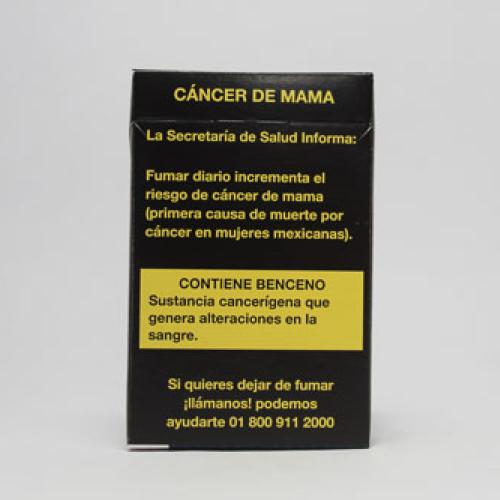 CÁNCER DE MAMA
La Secretaría de Salud Informa:
Fumar diario incrementa el
riesgo de cáncer de mama
(primera causa de muerte por
cáncer en mujeres mexicanas).
CONTIENE BENCENO
Sustancia cancerígena que
genera alteraciones en la
sangre.
Si quieres dejar de fumar
¡llámanos! podemos
ayudarte 01 800 911 2000